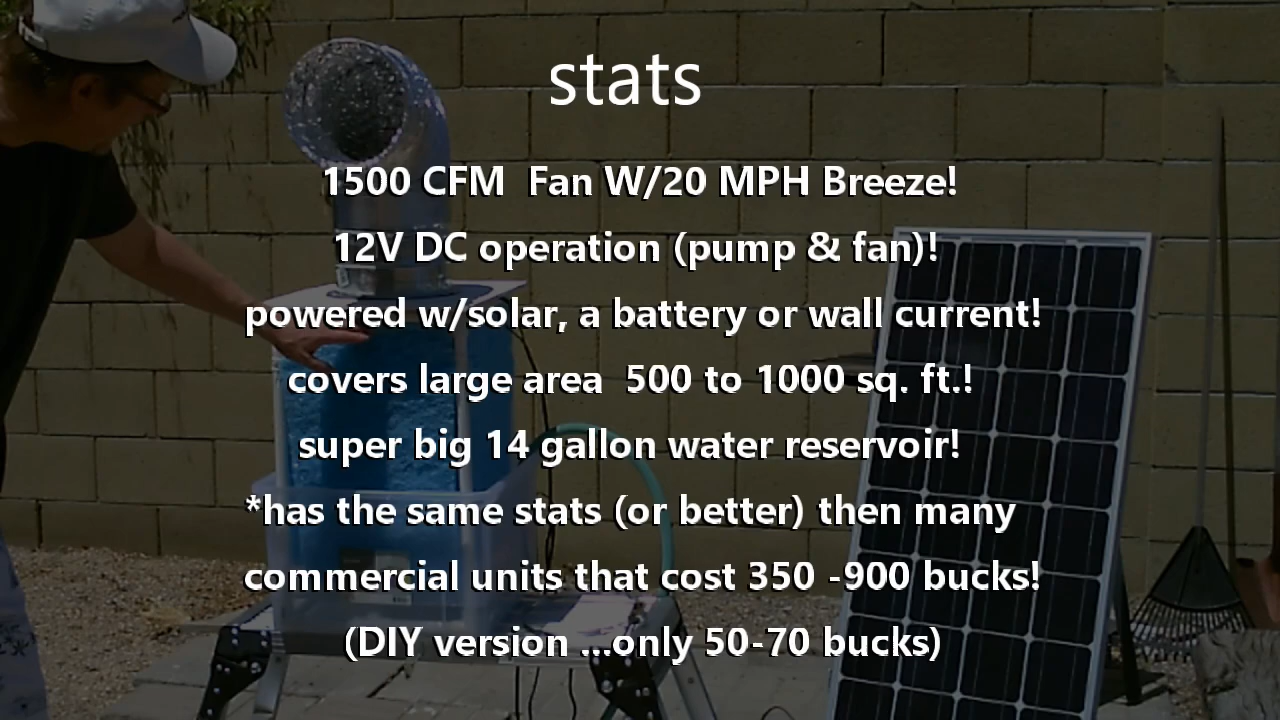 stats
1500 CFM  Fan W/20 MPH Breeze!
12V DC operation (pump & fan)!
powered w/solar, a battery or wall current!
covers large area  500 to 1000 sq. ft.!
super big 14 gallon water reservoir!
*has the same stats (or better) then many
commercial units that cost 350 -900 bucks!
(DIY version ...only 50-70 bucks)